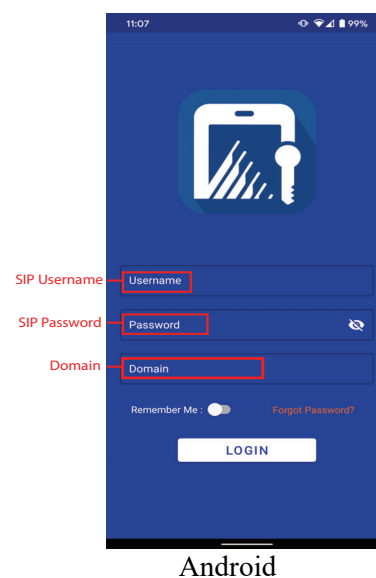 11:07 99%
SIP Username Username
SIP Password Password
Domain Domain
Remember Me : Forgot Password?
LOGIN
Android